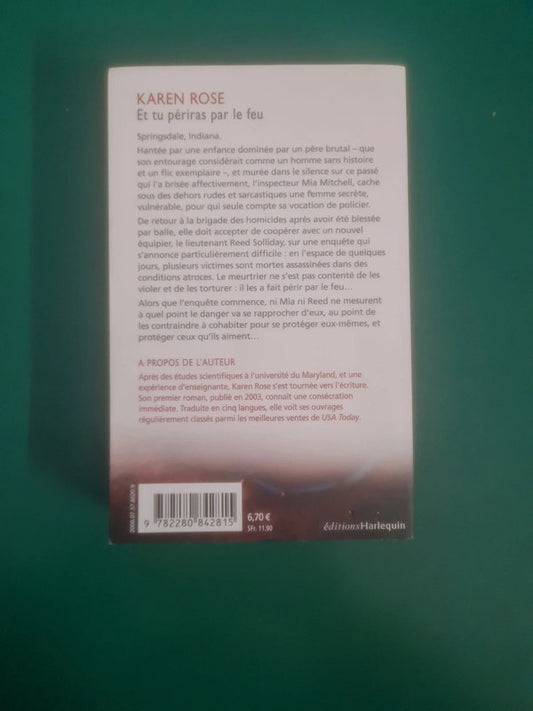 KAREN ROSE
Et tu périras par le feu
Springsdale, Indiana.
Hantée par une enfance dominée par un père brutal – que
son entourage considérait comme un homme sans histoire
et un flic exemplaire –, et murée dans le silence sur ce passé
qui l'a brisée affectivement, l'inspecteur Mia Mitchell, cache
sous des dehors rudes et sarcastiques une femme secrète,
vulnérable, pour qui seule compte sa vocation de policier.
De retour à la brigade des homicides après avoir été blessée
par balle, elle doit accepter de coopérer avec un nouvel
équipier, le lieutenant Reed Solliday, sur une enquête qui
s'annonce particulièrement difficile : en l'espace de quelques
jours, plusieurs victimes sont mortes assassinées dans des
conditions atroces. Le meurtrier ne s'est pas contenté de les
violer et de les torturer : il les a fait périr par le feu…
Alors que l'enquête commence, ni Mia ni Reed ne mesurent
à quel point le danger va se rapprocher d'eux, au point de
les contraindre à cohabiter pour se protéger eux-mêmes, et
protéger ceux qu'ils aiment…
A PROPOS DE L'AUTEUR
Après des études scientifiques à l'université du Maryland, et une
expérience d'enseignante, Karen Rose s'est tournée vers l'écriture.
Son premier roman, publié en 2003, connaît une consécration
immédiate. Traduite en cinq langues, elle voit ses ouvrages
régulièrement classés parmi les meilleures ventes de USA Today.
9 782280 842815
6,70 €
SFr. 11.90
éditionsHarlequin